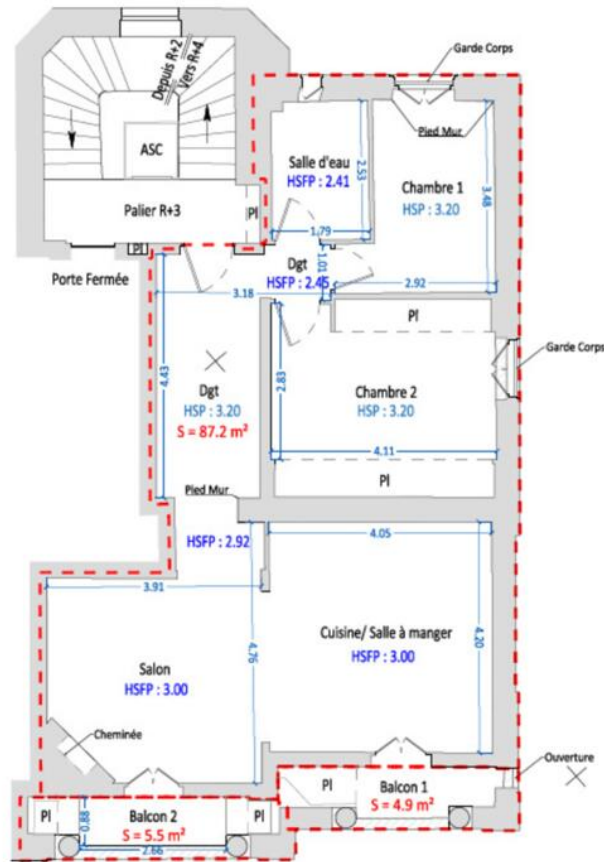 Depuis R+2
Vers R+4
ASC
Palier R+3
Pl
Pl
Porte Fermée
Garde Corps
Pied Mur
Salle d'eau
HSFP : 2.41
2.53
1.79
Chambre 1
HSP : 3.20
3.48
2.92
Dgt
HSFP : 2.45
1.01
3.18
4.43
Dgt
HSP : 3.20
S = 87.2 m²
Pl
Garde Corps
2.83
Chambre 2
HSP : 3.20
4.11
Pl
Pied Mur
HSFP : 2.92
4.05
3.91
4.76
Cuisine/ Salle à manger
HSFP : 3.00
4.20
Salon
HSFP : 3.00
Cheminée
Ouverture
Pl
Balcon 1
S = 4.9 m²
Pl
0.88
Balcon 2
S = 5.5 m²
2.66
Pl